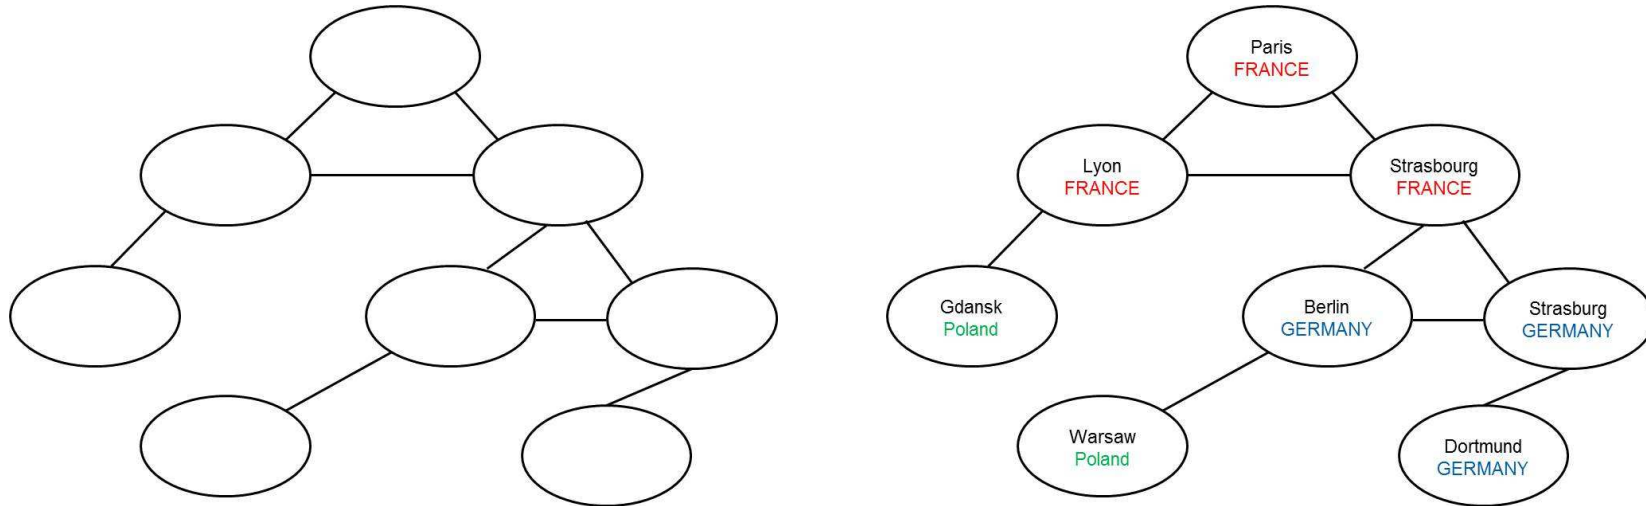 Paris
FRANCE
Lyon
FRANCE
Strasbourg
FRANCE
Gdansk
Poland
Berlin
GERMANY
Strasburg
GERMANY
Warsaw
Poland
Dortmund
GERMANY